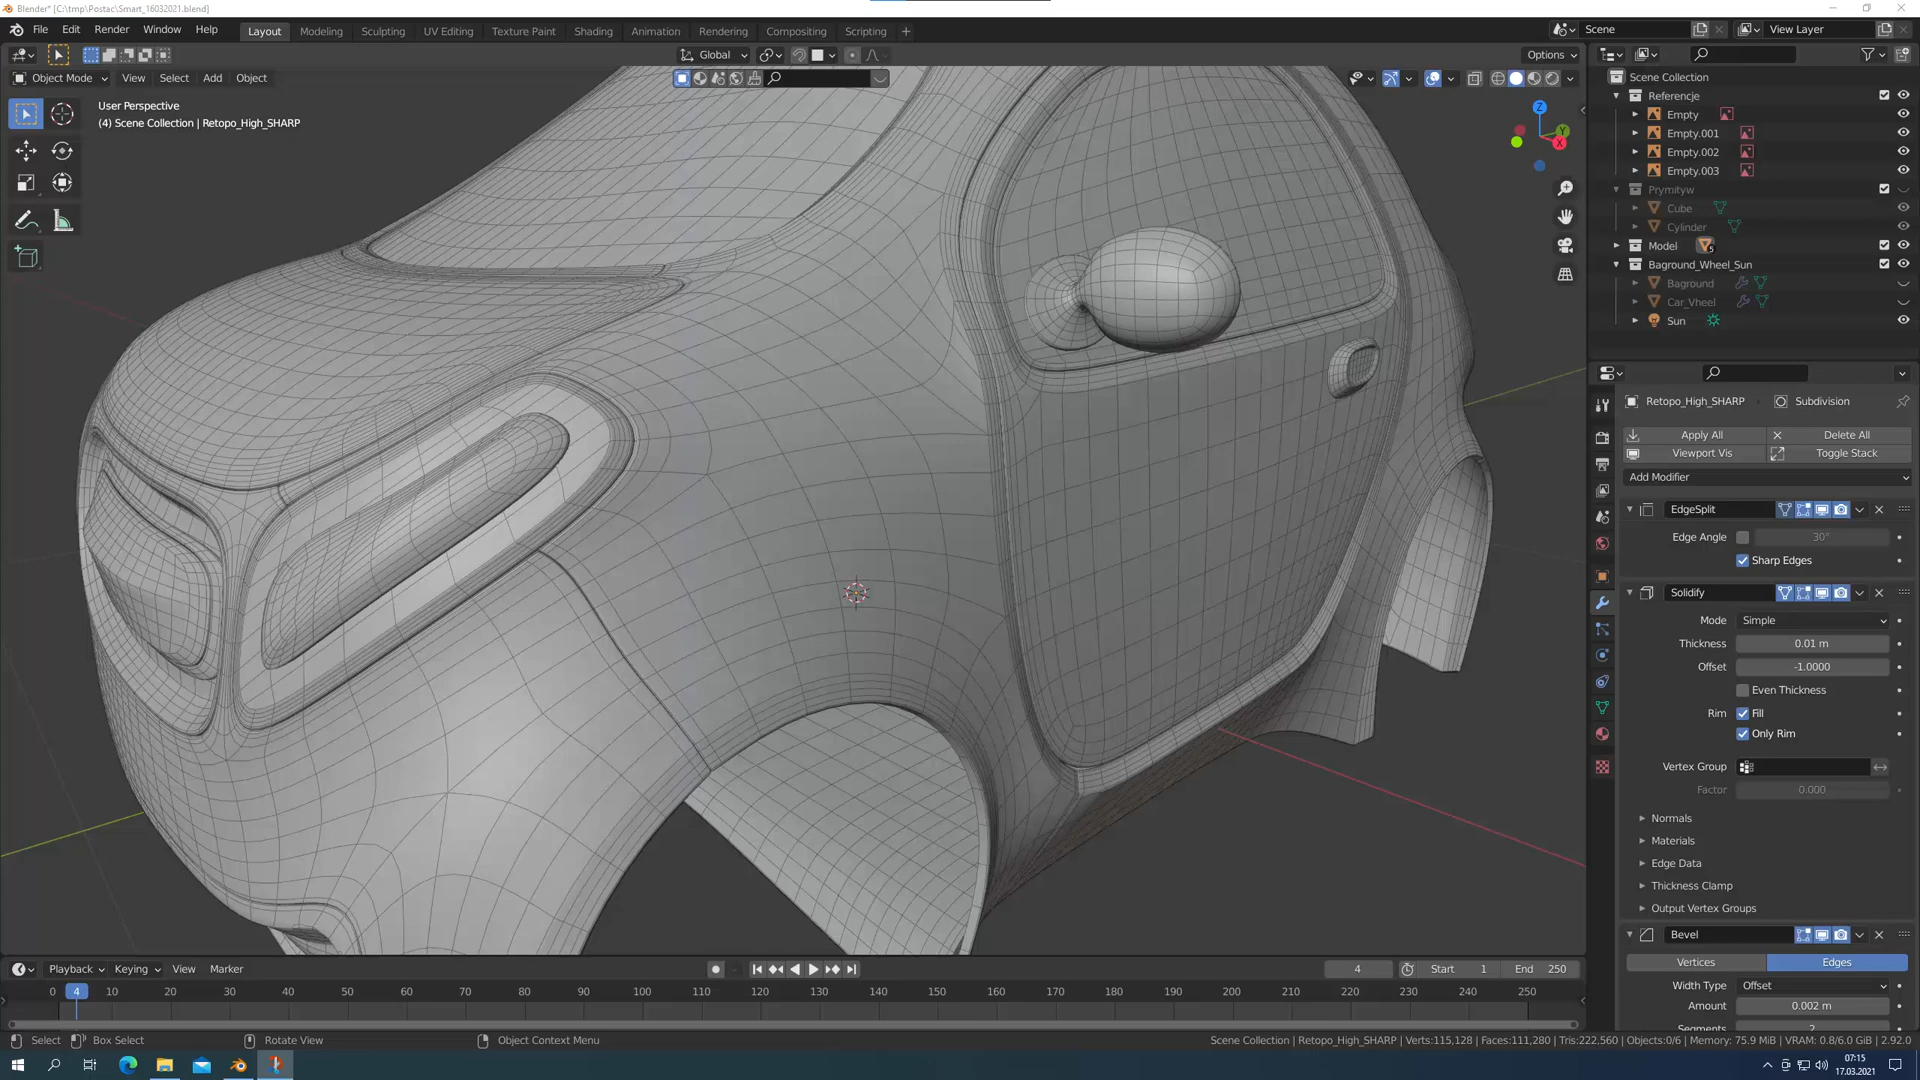 Blender* [C:\tmp\Postac\Smart_16032021.blend]
File Edit Render Window Help Layout Modeling Sculpting UV Editing Texture Paint Shading Animation Rendering Compositing Scripting + Scene View Layer
Global Options
Object Mode View Select Add Object
User Perspective
(4) Scene Collection | Retopo_High_SHARP
Z
Y
X
Scene Collection
Referencje
Empty
Empty.001
Empty.002
Empty.003
Prymityw
Cube
Cylinder
Model 5
Baground_Wheel_Sun
Baground
Car_Vheel
Sun
Retopo_High_SHARP Subdivision
Apply All Delete All
Viewport Vis Toggle Stack
Add Modifier
EdgeSplit
Edge Angle 30°
Sharp Edges
Solidify
Mode Simple
Thickness 0.01 m
Offset -1.0000
Even Thickness
Rim Fill
Only Rim
Vertex Group
Factor 0.000
Normals
Materials
Edge Data
Thickness Clamp
Output Vertex Groups
Bevel
Vertices Edges
Width Type Offset
Amount 0.002 m
Segments 2
Playback Keying View Marker 4 Start 1 End 250
0 4 10 20 30 40 50 60 70 80 90 100 110 120 130 140 150 160 170 180 190 200 210 220 230 240 250
Select Box Select Rotate View Object Context Menu Scene Collection | Retopo_High_SHARP | Verts:115,128 | Faces:111,280 | Tris:222,560 | Objects:0/6 | Memory: 75.9 MiB | VRAM: 0.8/6.0 GiB | 2.92.0
07:15
17.03.2021